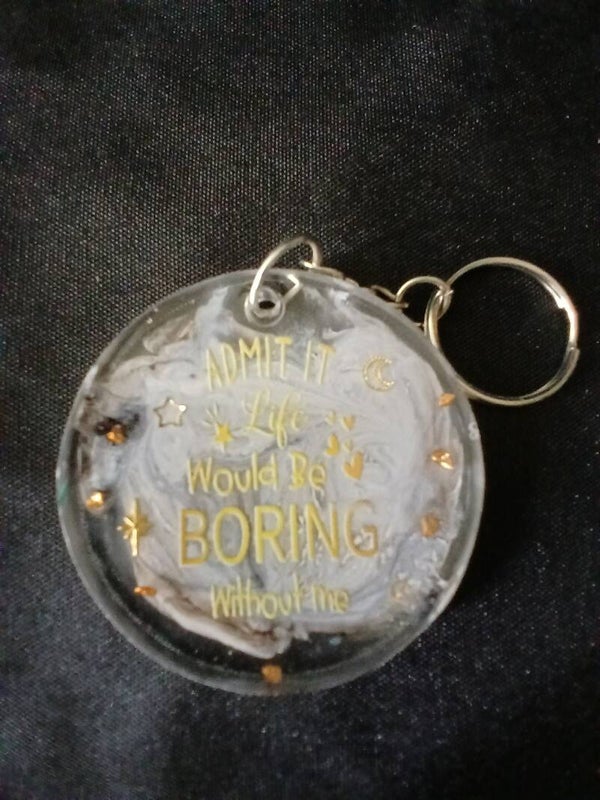 ADMIT IT
Life
Would Be
BORING
Without me